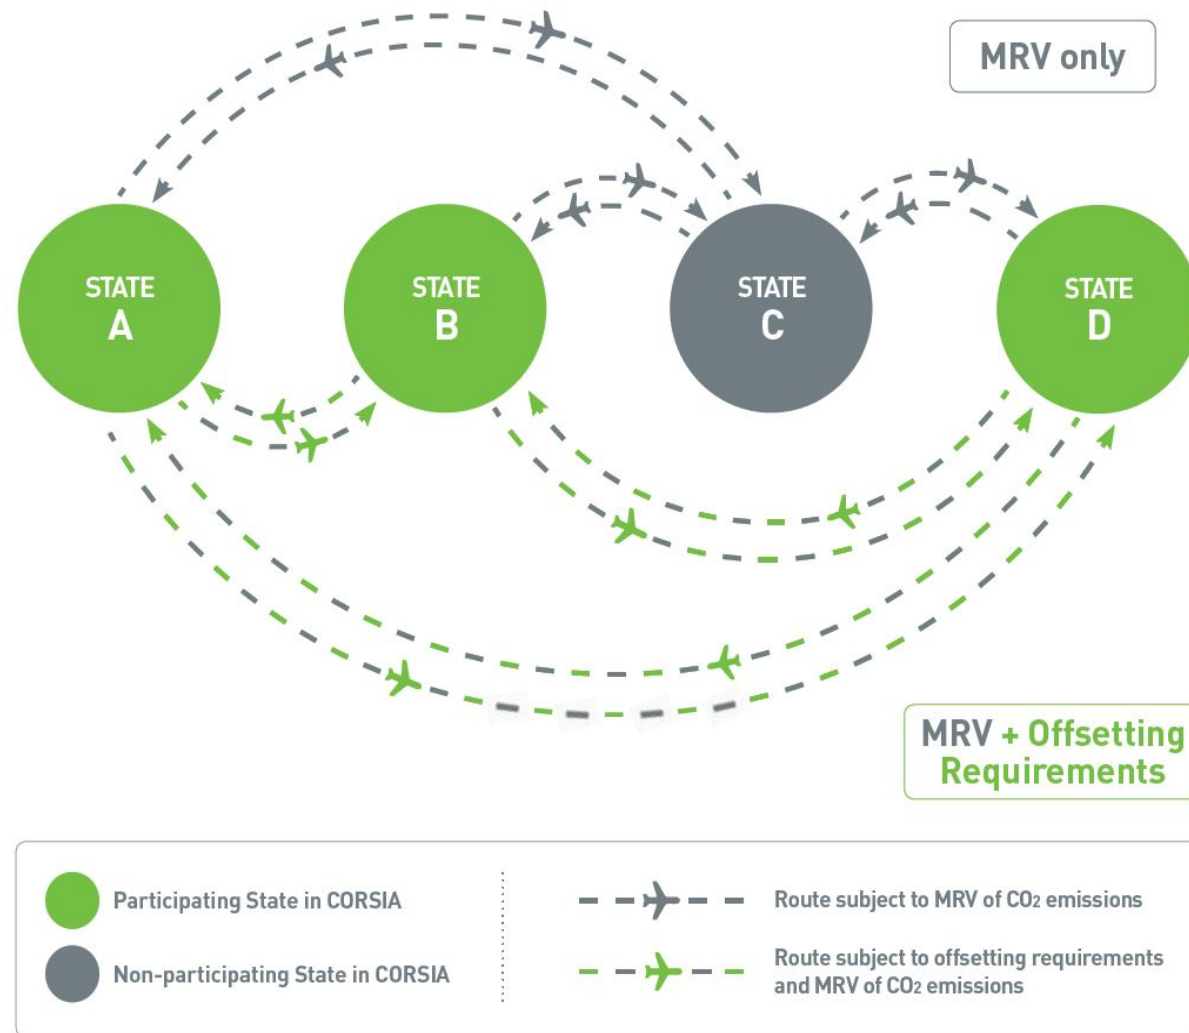 MRV only
STATE
A
STATE
B
STATE
C
STATE
D
MRV + Offsetting
Requirements
Participating State in CORSIA
Non-participating State in CORSIA
Route subject to MRV of CO2 emissions
Route subject to offsetting requirements
and MRV of CO2 emissions